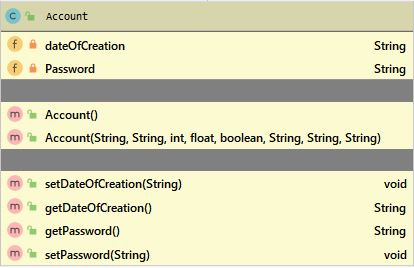 Account
dateOfCreation String
Password String
Account()
Account(String, String, int, float, boolean, String, String, String)
setDateOfCreation(String) void
getDateOfCreation() String
getPassword() String
setPassword(String) void